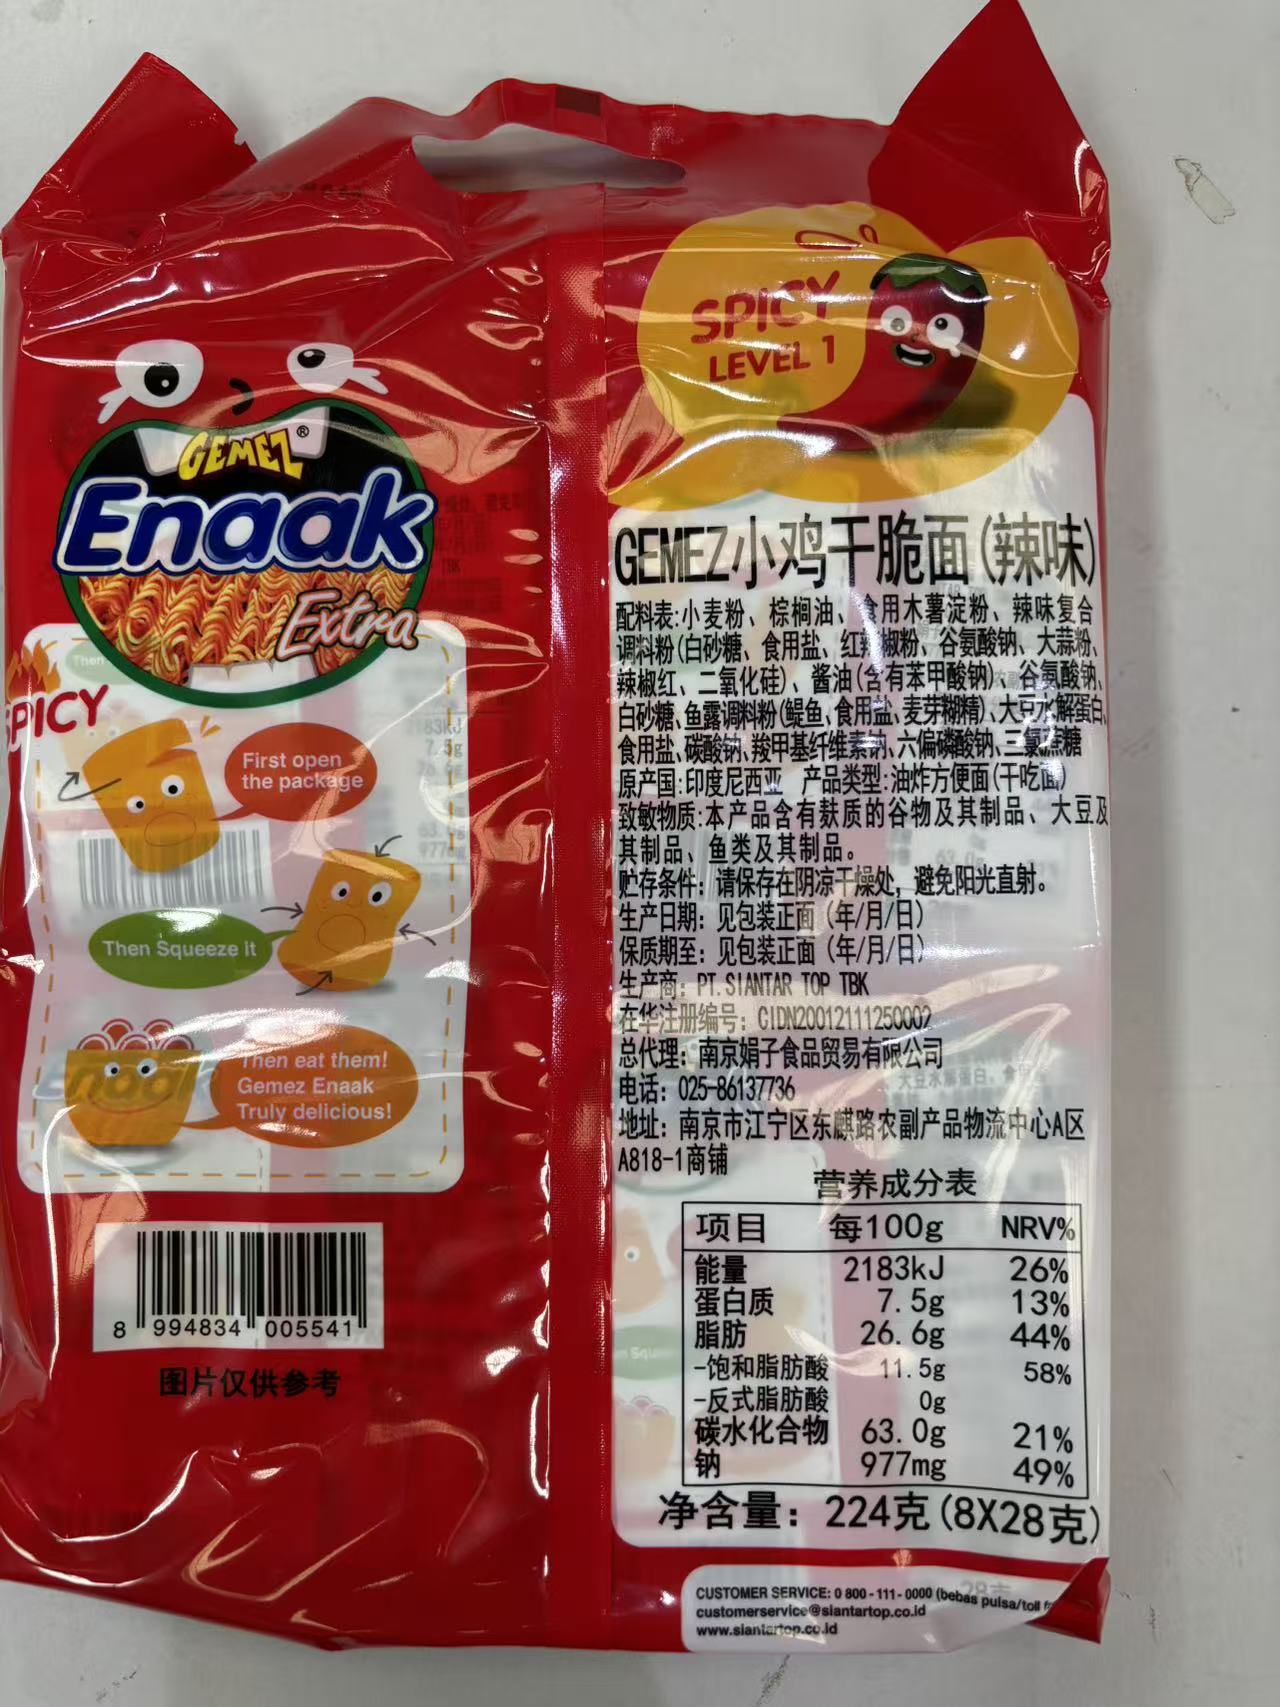 GEMEZ®
Enaak
Extra
SPICY
First open
the package
Then Squeeze it
Then eat them!
Gemez Enaak
Truly delicious!
8 994834 005541
图片仅供参考
SPICY
LEVEL 1
GEMEZ小鸡干脆面(辣味)
配料表:小麦粉、棕榈油、食用木薯淀粉、辣味复合
调料粉(白砂糖、食用盐、红辣椒粉、谷氨酸钠、大蒜粉、
辣椒红、二氧化硅)、酱油(含有苯甲酸钠)、谷氨酸钠、
白砂糖、鱼露调料粉(鳀鱼、食用盐、麦芽糊精)、大豆水解蛋白、
食用盐、碳酸钠、羧甲基纤维素钠、六偏磷酸钠、三氯蔗糖
原产国:印度尼西亚 产品类型:油炸方便面(干吃面)
致敏物质:本产品含有麸质的谷物及其制品、大豆及
其制品、鱼类及其制品。
贮存条件：请保存在阴凉干燥处，避免阳光直射。
生产日期：见包装正面（年/月/日）
保质期至：见包装正面（年/月/日）
生产商：PT.SIANTAR TOP TBK
在华注册编号：CIDN20012111250002
总代理：南京娟子食品贸易有限公司
电话：025-86137736
地址：南京市江宁区东麒路农副产品物流中心A区
A818-1商铺
营养成分表
项目 每100g NRV%
能量 2183kJ 26%
蛋白质 7.5g 13%
脂肪 26.6g 44%
-饱和脂肪酸 11.5g 58%
-反式脂肪酸 0g
碳水化合物 63.0g 21%
钠 977mg 49%
净含量：224克(8X28克)
CUSTOMER SERVICE: 0 800 - 111 - 0000 (bebas pulsa/toll
customerservice@siantartop.co.id
www.siantartop.co.id